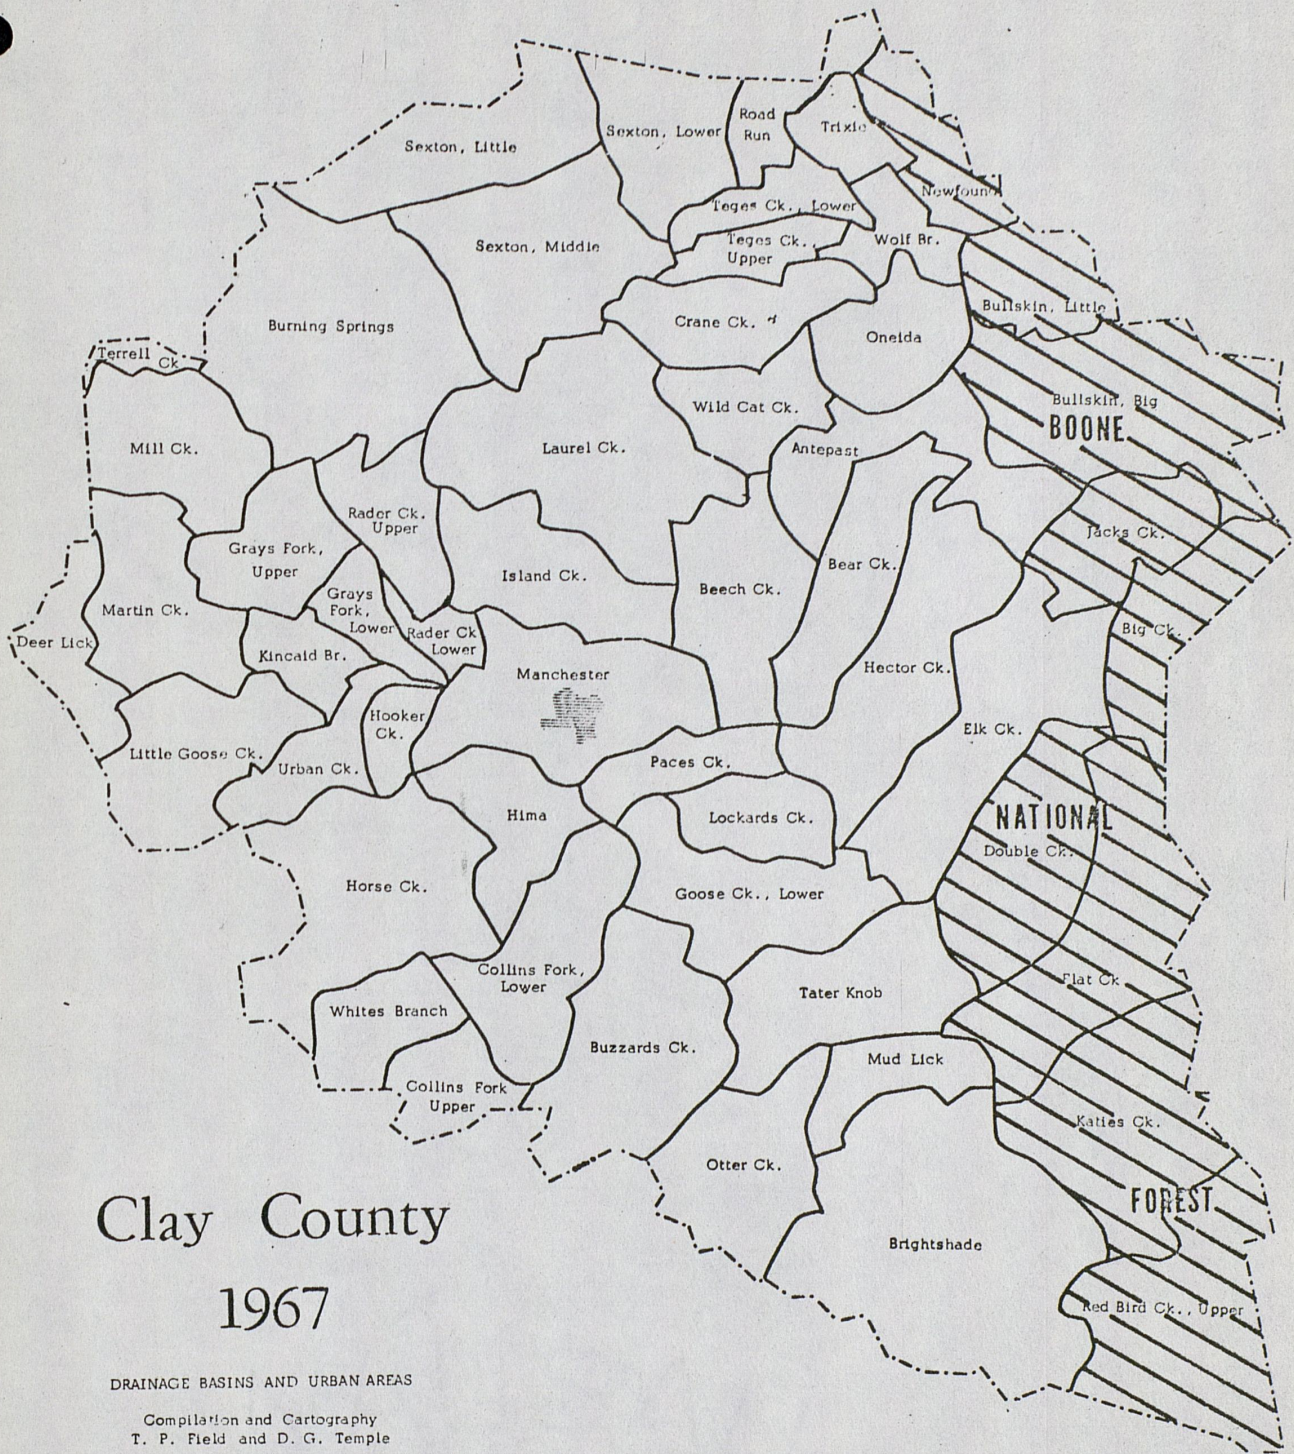 Road
Run
Trixie
Sexton, Lower
Sexton, Little
Newfound
Teges Ck., Lower
Teges Ck.,
Upper
Wolf Br.
Sexton, Middle
Bullskin, Little
Burning Springs
Crane Ck.
Oneida
Terrell
Ck
Bullskin, Big
Wild Cat Ck.
BOONE
Mill Ck.
Laurel Ck.
Antepast
Rader Ck.
Upper
Jacks Ck.
Grays Fork,
Upper
Bear Ck.
Island Ck.
Beech Ck.
Grays
Fork,
Lower
Martin Ck.
Rader Ck
Lower
Big Ck.
Deer Lick
Kincaid Br.
Hector Ck.
Manchester
Hooker
Ck.
Elk Ck.
Little Goose Ck.
Urban Ck.
Paces Ck.
Hima
Lockards Ck.
NATIONAL
Double Ck.
Horse Ck.
Goose Ck., Lower
Collins Fork,
Lower
Flat Ck
Tater Knob
Whites Branch
Buzzards Ck.
Mud Lick
Collins Fork
Upper
Katies Ck.
Otter Ck.
FOREST
Brightshade
Red Bird Ck., Upper
Clay County
1967
DRAINAGE BASINS AND URBAN AREAS
Compilation and Cartography
T. P. Field and D. G. Temple